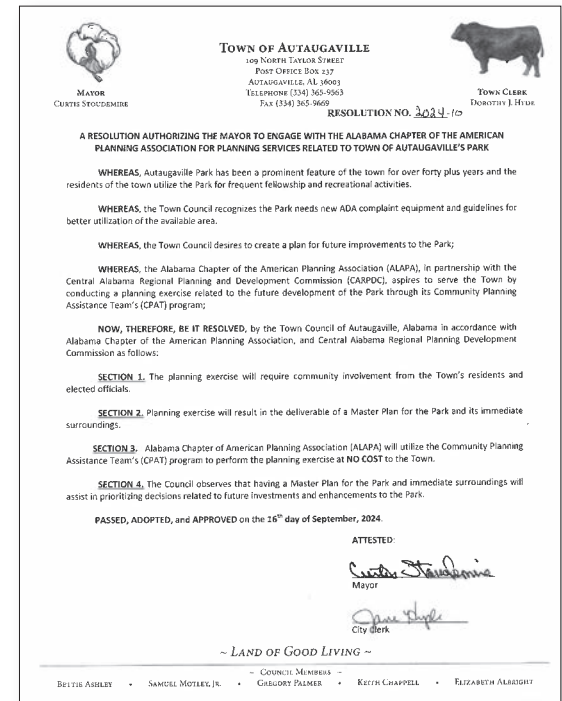 TOWN OF AUTAUGAVILLE
109 NORTH TAYLOR STREET
POST OFFICE BOX 237
AUTAUGAVILLE, AL 36003
TELEPHONE (334) 365-9563
FAX (334) 365-9669
MAYOR
CURTIS STOUDEMIRE
TOWN CLERK
DOROTHY J. HYDE
RESOLUTION NO. 2024-10
A RESOLUTION AUTHORIZING THE MAYOR TO ENGAGE WITH THE ALABAMA CHAPTER OF THE AMERICAN
PLANNING ASSOCIATION FOR PLANNING SERVICES RELATED TO TOWN OF AUTAUGAVILLE'S PARK
WHEREAS, Autaugaville Park has been a prominent feature of the town for over forty plus years and the
residents of the town utilize the Park for frequent fellowship and recreational activities.
WHEREAS, the Town Council recognizes the Park needs new ADA complaint equipment and guidelines for
better utilization of the available area.
WHEREAS, the Town Council desires to create a plan for future improvements to the Park;
WHEREAS, the Alabama Chapter of the American Planning Association (ALAPA), in partnership with the
Central Alabama Regional Planning and Development Commission (CARPDC), aspires to serve the Town by
conducting a planning exercise related to the future development of the Park through its Community Planning
Assistance Team's (CPAT) program;
NOW, THEREFORE, BE IT RESOLVED, by the Town Council of Autaugaville, Alabama in accordance with
Alabama Chapter of the American Planning Association, and Central Alabama Regional Planning Development
Commission as follows:
SECTION 1. The planning exercise will require community involvement from the Town's residents and
elected officials.
SECTION 2. Planning exercise will result in the deliverable of a Master Plan for the Park and its immediate
surroundings.
SECTION 3. Alabama Chapter of American Planning Association (ALAPA) will utilize the Community Planning
Assistance Team's (CPAT) program to perform the planning exercise at NO COST to the Town.
SECTION 4. The Council observes that having a Master Plan for the Park and immediate surroundings will
assist in prioritizing decisions related to future investments and enhancements to the Park.
PASSED, ADOPTED, and APPROVED on the 16th day of September, 2024.
ATTESTED:
Curtis Stoudemire
Mayor
Jane Hyde
City Clerk
~ LAND OF GOOD LIVING ~
~ COUNCIL MEMBERS ~
BETTIE ASHLEY • SAMUEL MOTLEY, JR. • GREGORY PALMER • KEITH CHAPPELL • ELIZABETH ALBRIGHT